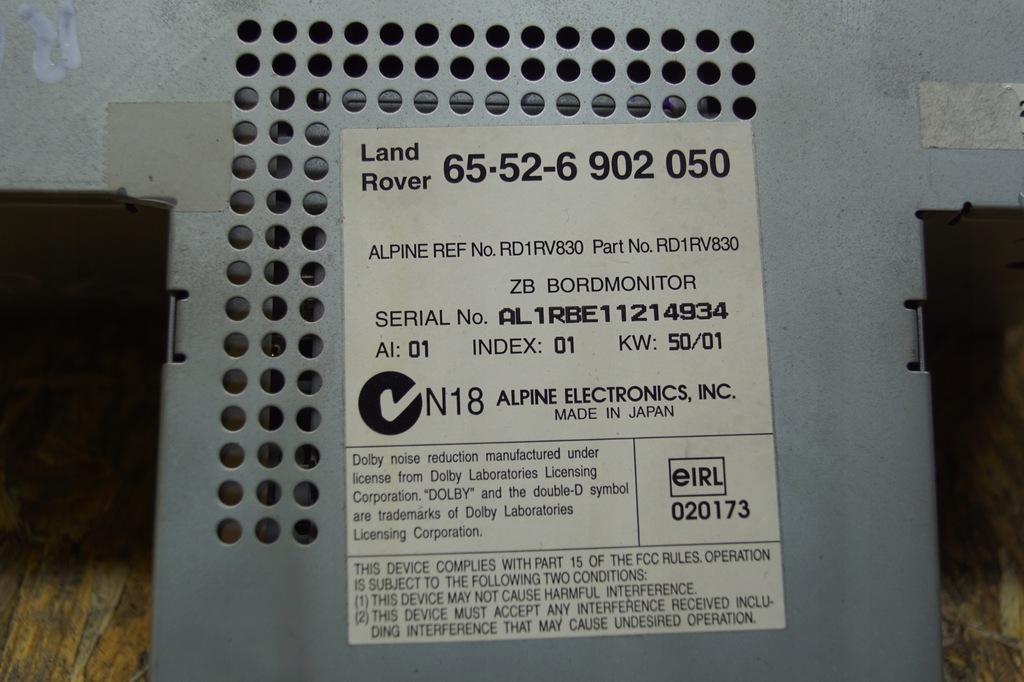 Land Rover 65·52-6 902 050
ALPINE REF No. RD1RV830 Part No. RD1RV830
ZB BORDMONITOR
SERIAL No. AL1RBE11214934
AI: 01 INDEX: 01 KW: 50/01
N18 ALPINE ELECTRONICS, INC.
MADE IN JAPAN
Dolby noise reduction manufactured under
license from Dolby Laboratories Licensing
Corporation. "DOLBY" and the double-D symbol
are trademarks of Dolby Laboratories
Licensing Corporation.
eIRL
020173
THIS DEVICE COMPLIES WITH PART 15 OF THE FCC RULES. OPERATION
IS SUBJECT TO THE FOLLOWING TWO CONDITIONS:
(1) THIS DEVICE MAY NOT CAUSE HARMFUL INTERFERENCE.
(2) THIS DEVICE MUST ACCEPT ANY INTERFERENCE RECEIVED INCLU-
DING INTERFERENCE THAT MAY CAUSE UNDESIRED OPERATION.